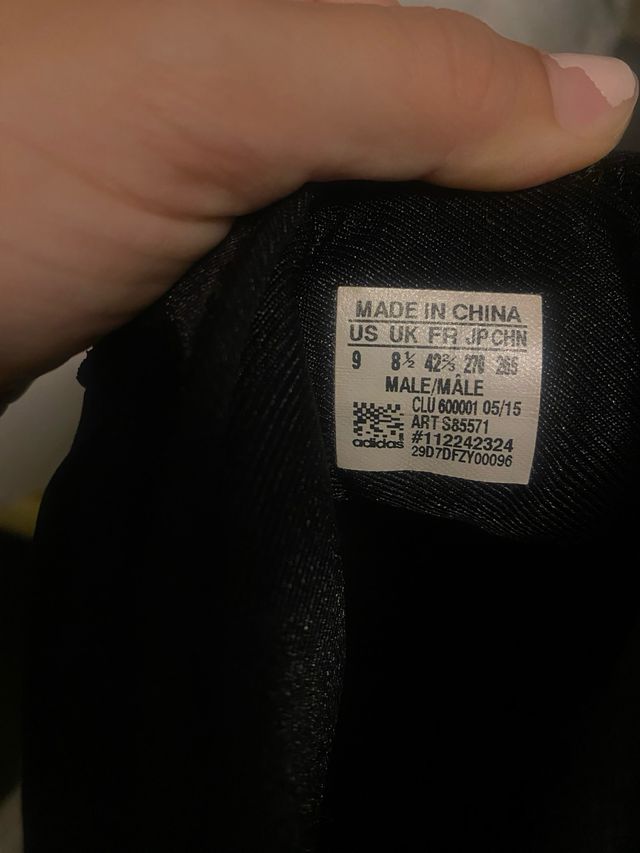 MADE IN CHINA
US UK FR JP CHN
9 8½ 42⅔ 270 265
MALE/MÂLE
CLU 600001 05/15
ART S85571
#112242324
adidas
29D7DFZY00096